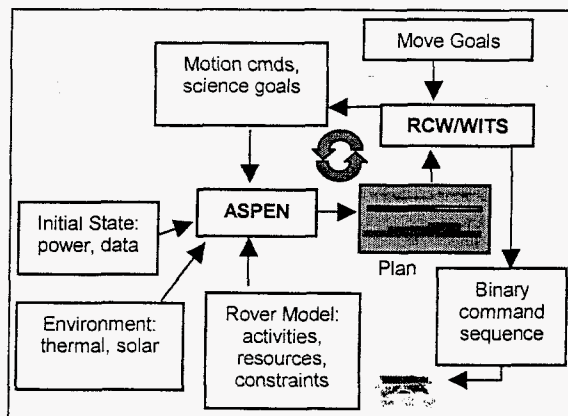 Move Goals
Motion cmds,
science goals
RCW/WITS
ASPEN
Initial State:
power, data
Plan
Environment:
thermal, solar
Rover Model:
activities,
resources,
constraints
Binary
command
sequence